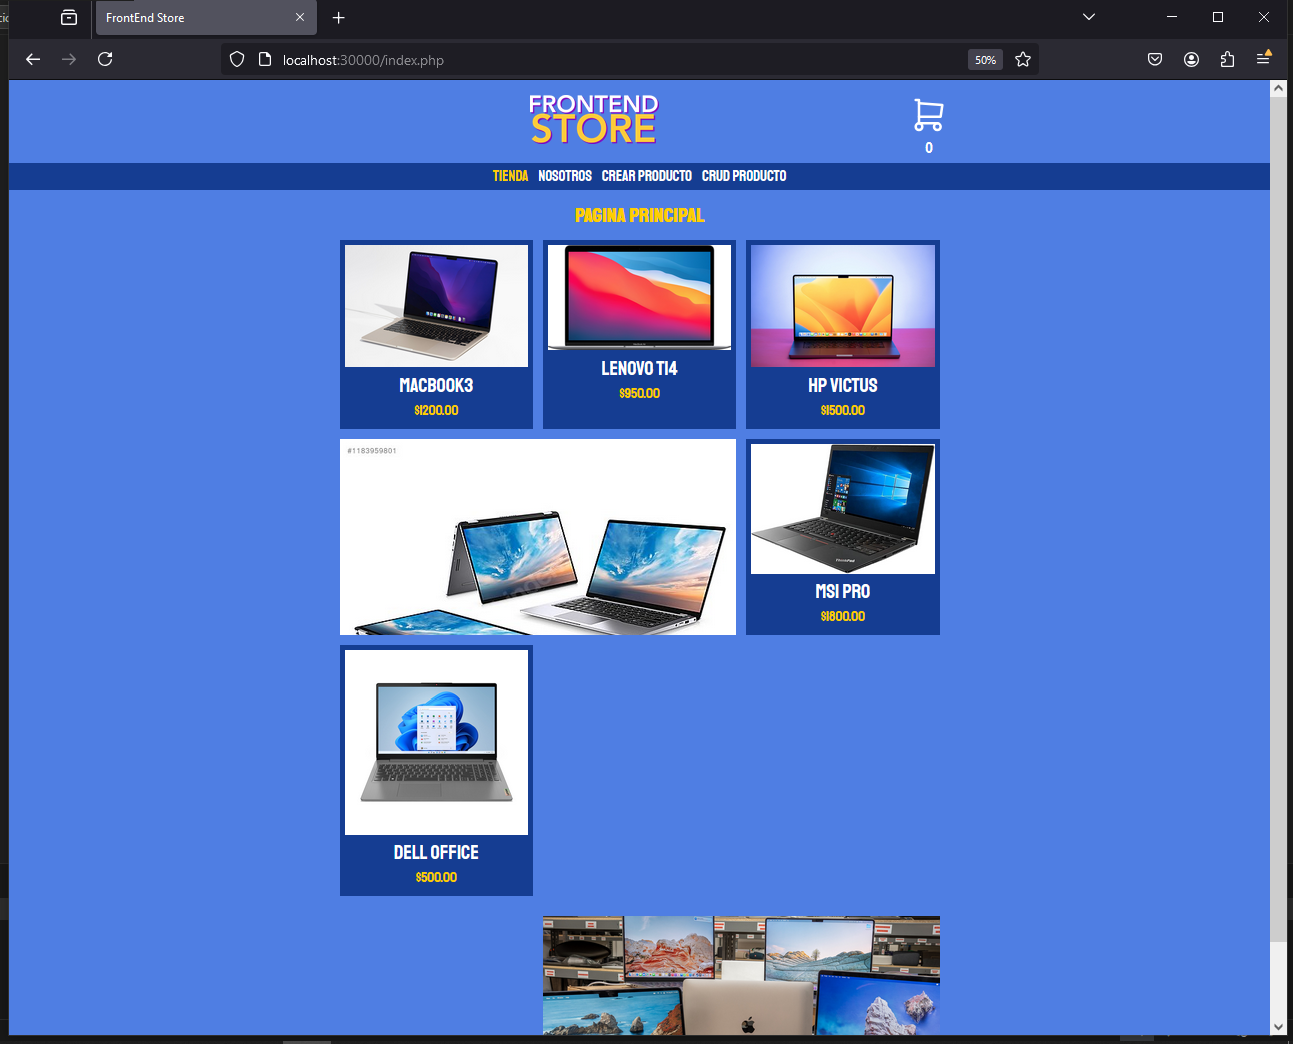 FrontEnd Store
localhost:30000/index.php
50%
FRONTEND
STORE
0
TIENDA NOSOTROS CREAR PRODUCTO CRUD PRODUCTO
PAGINA PRINCIPAL
MACBOOK3
$1200.00
LENOVO T14
$950.00
HP VICTUS
$1500.00
#1183959801
MSI PRO
$1800.00
DELL OFFICE
$500.00